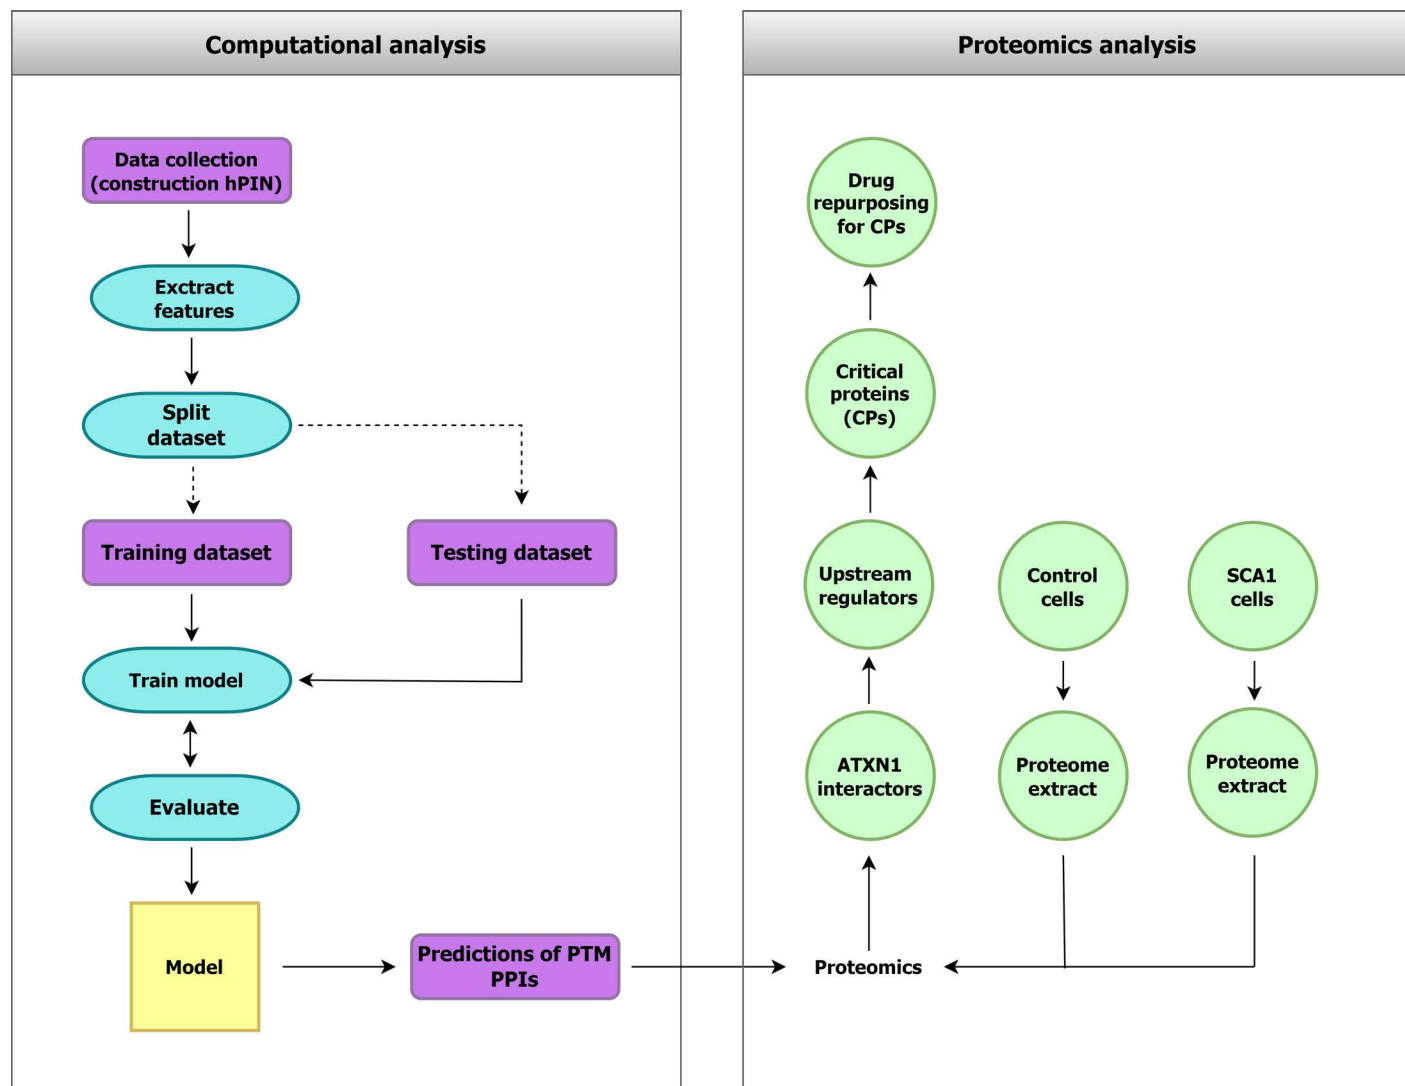 Computational analysis
Data collection
(construction hPIN)
Exctract
features
Split
dataset
Training dataset
Testing dataset
Train model
Evaluate
Model
Predictions of PTM
PPIs
Proteomics analysis
Drug
repurposing
for CPs
Critical
proteins
(CPs)
Upstream
regulators
Control
cells
SCA1
cells
ATXN1
interactors
Proteome
extract
Proteome
extract
Proteomics